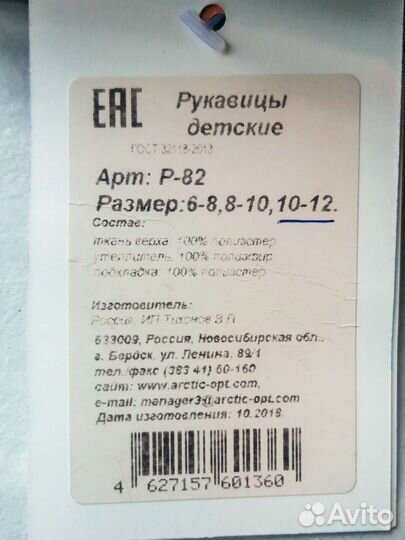 EAC
Рукавицы
детские
ГОСТ 32118-2013
Арт: Р-82
Размер:6-8,8-10,10-12.
Состав:
ткань верха: 100% полиэстер
утеплитель: 100% полиэфир
подкладка: 100% полиэстер
Изготовитель:
Россия, ИП Тихонов В.П.
633009, Россия, Новосибирская обл.,
г. Бердск, ул. Ленина, 89/1
тел./факс (383 41) 60-160
сайт: www.arctic-opt.com,
e-mail: manager3@arctic-opt.com
Дата изготовления: 10.2018.
4 627157 601360
Avito